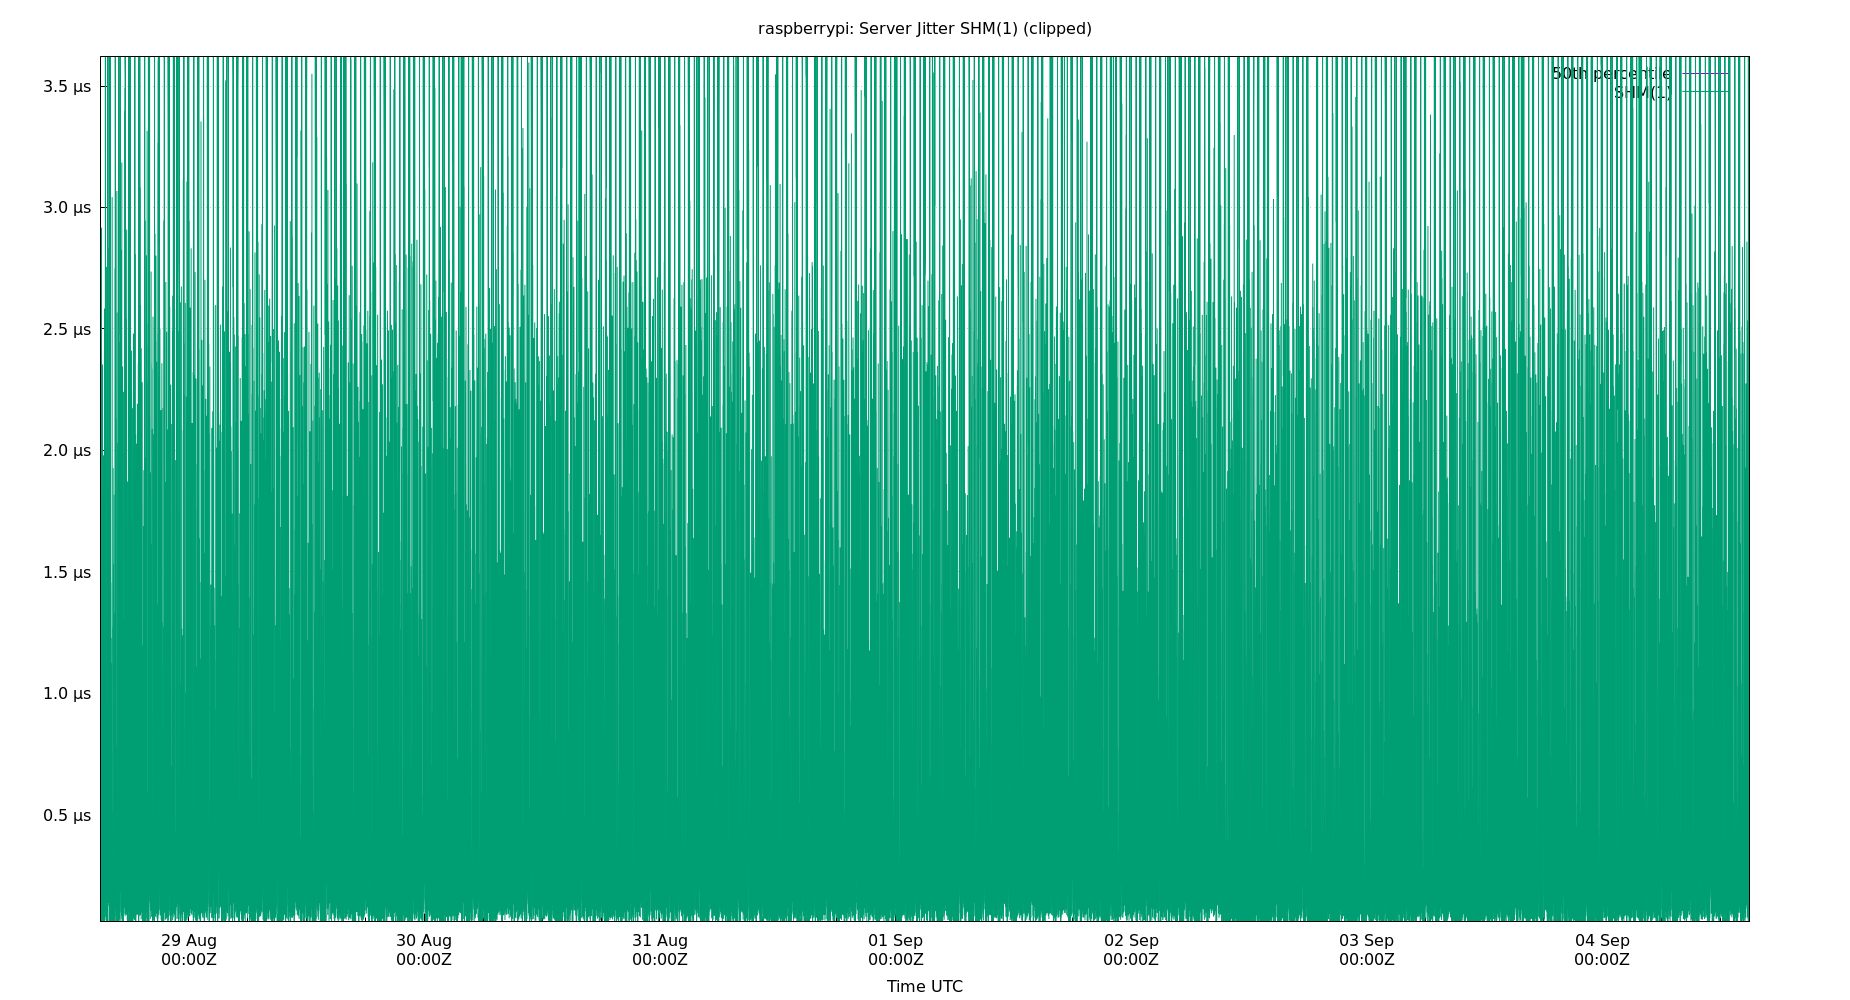 raspberrypi: Server Jitter SHM(1) (clipped)
50th percentile
SHM(1)
3.5 µs
3.0 µs
2.5 µs
2.0 µs
1.5 µs
1.0 µs
0.5 µs
29 Aug 30 Aug 31 Aug 01 Sep 02 Sep 03 Sep 04 Sep
00:00Z 00:00Z 00:00Z 00:00Z 00:00Z 00:00Z 00:00Z
Time UTC